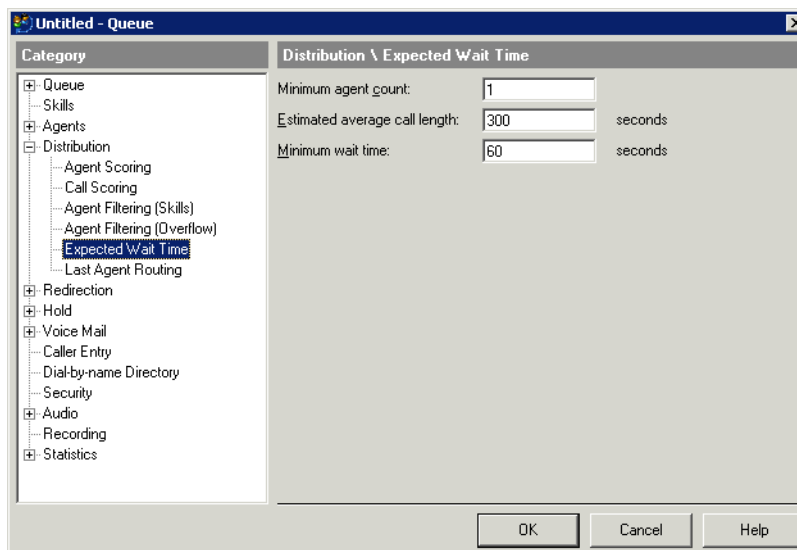 Untitled - Queue
Category
Queue
Skills
Agents
Distribution
Agent Scoring
Call Scoring
Agent Filtering (Skills)
Agent Filtering (Overflow)
Expected Wait Time
Last Agent Routing
Redirection
Hold
Voice Mail
Caller Entry
Dial-by-name Directory
Security
Audio
Recording
Statistics
Distribution \ Expected Wait Time
Minimum agent count: 1
Estimated average call length: 300 seconds
Minimum wait time: 60 seconds
OK Cancel Help